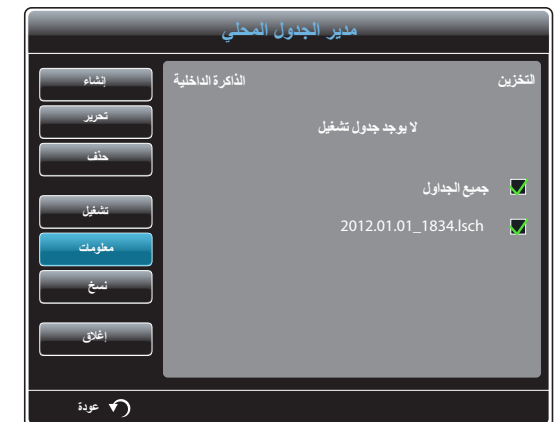 مدير الجدول المحلي
التخزين الذاكرة الداخلية
لا يوجد جدول تشغيل
جميع الجداول
2012.01.01_1834.lsch
إنشاء
تحرير
حذف
تشغيل
معلومات
نسخ
إغلاق
عودة